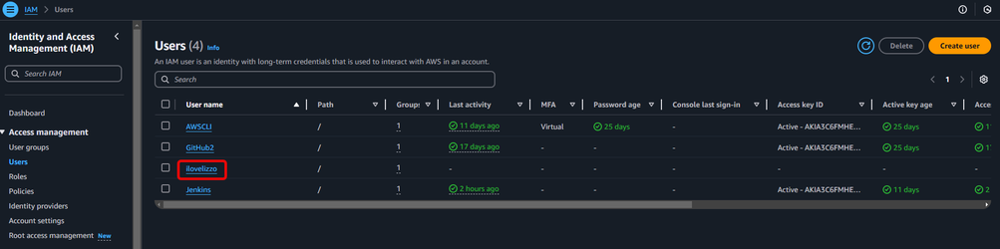 IAM > Users
Identity and Access Management (IAM)
Search IAM
Dashboard
Access management
User groups
Users
Roles
Policies
Identity providers
Account settings
Root access management New
Users (4) Info
Delete
Create user
An IAM user is an identity with long-term credentials that is used to interact with AWS in an account.
Search
1
User name Path Groups Last activity MFA Password age Console last sign-in Access key ID Active key age Acce
AWSCLI / 1 11 days ago Virtual 25 days - Active - AKIA3C6FMHE... 25 days 1
GitHub2 / 1 17 days ago - - - Active - AKIA3C6FMHE... 25 days 1
ilovelizzo / 1 - - - - - - -
Jenkins / 1 2 hours ago - - - Active - AKIA3C6FMHE... 11 days 2